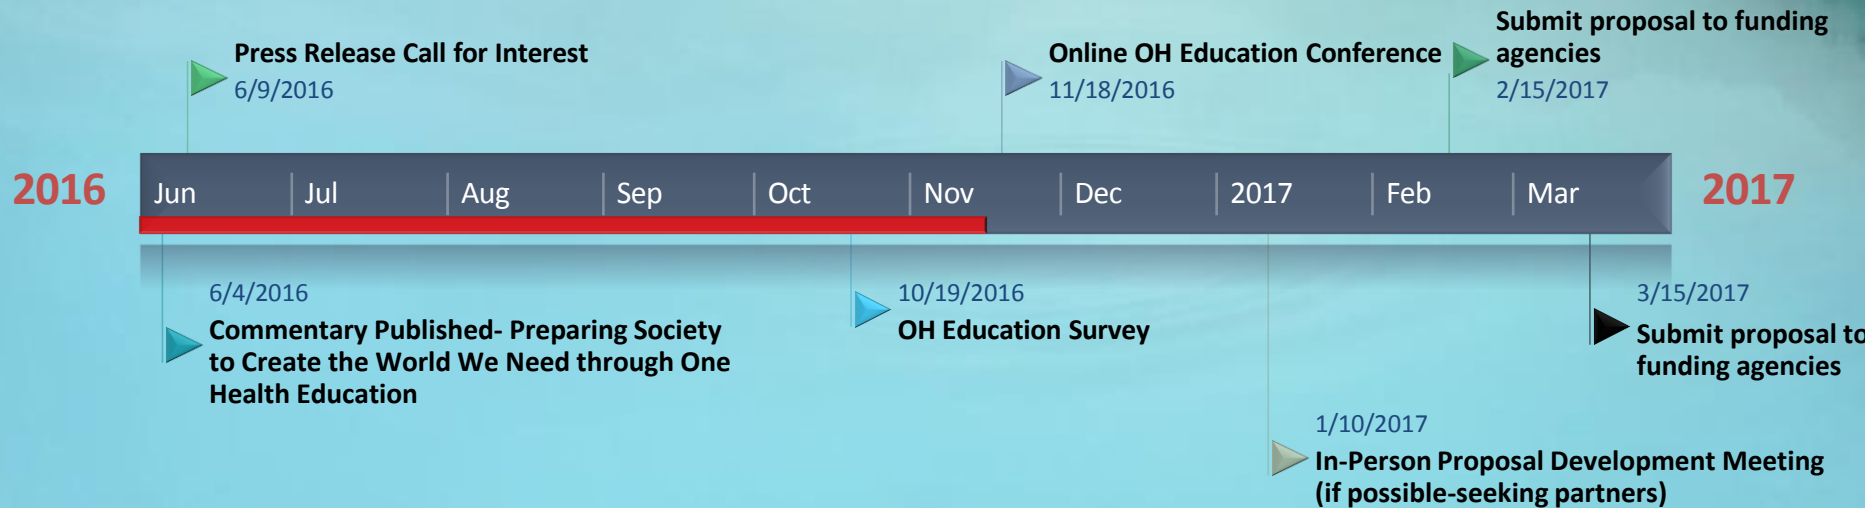 Press Release Call for Interest
6/9/2016
Online OH Education Conference
11/18/2016
Submit proposal to funding
agencies
2/15/2017
2016
Jun
Jul
Aug
Sep
Oct
Nov
Dec
2017
Feb
Mar
2017
6/4/2016
Commentary Published- Preparing Society
to Create the World We Need through One
Health Education
10/19/2016
OH Education Survey
3/15/2017
Submit proposal to
funding agencies
1/10/2017
In-Person Proposal Development Meeting
(if possible-seeking partners)